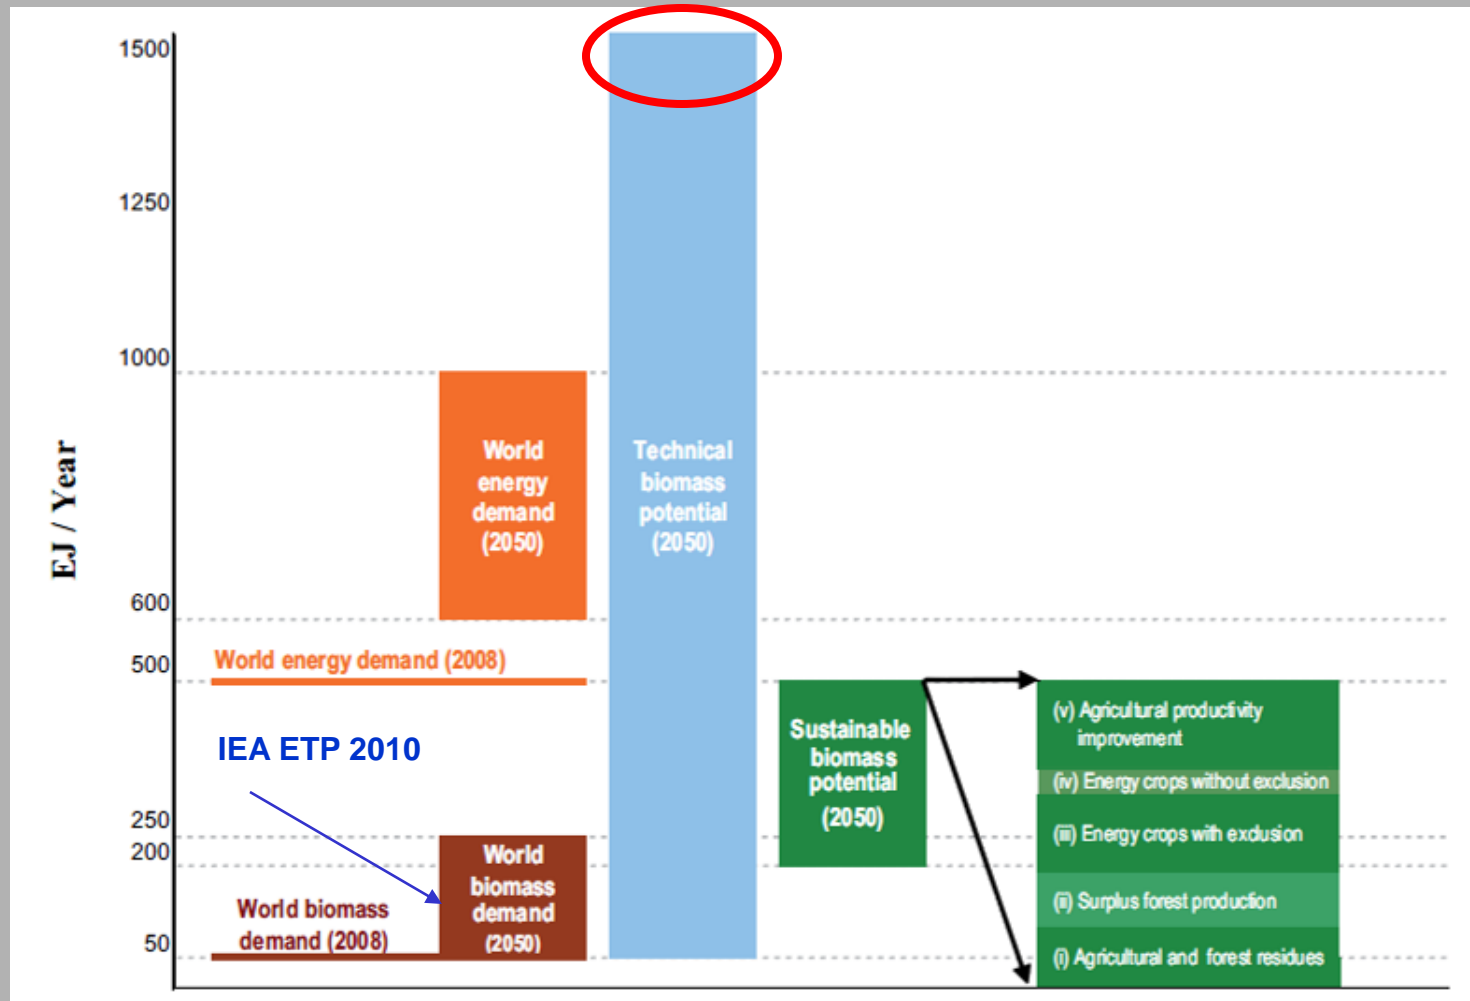 1500
1250
1000
600
500
250
200
50
EJ / Year
World
energy
demand
(2050)
Technical
biomass
potential
(2050)
World energy demand (2008)
IEA ETP 2010
World biomass
demand (2008)
World
biomass
demand
(2050)
Sustainable
biomass
potential
(2050)
(v) Agricultural productivity
improvement
(iv) Energy crops without exclusion
(iii) Energy crops with exclusion
(ii) Surplus forest production
(i) Agricultural and forest residues